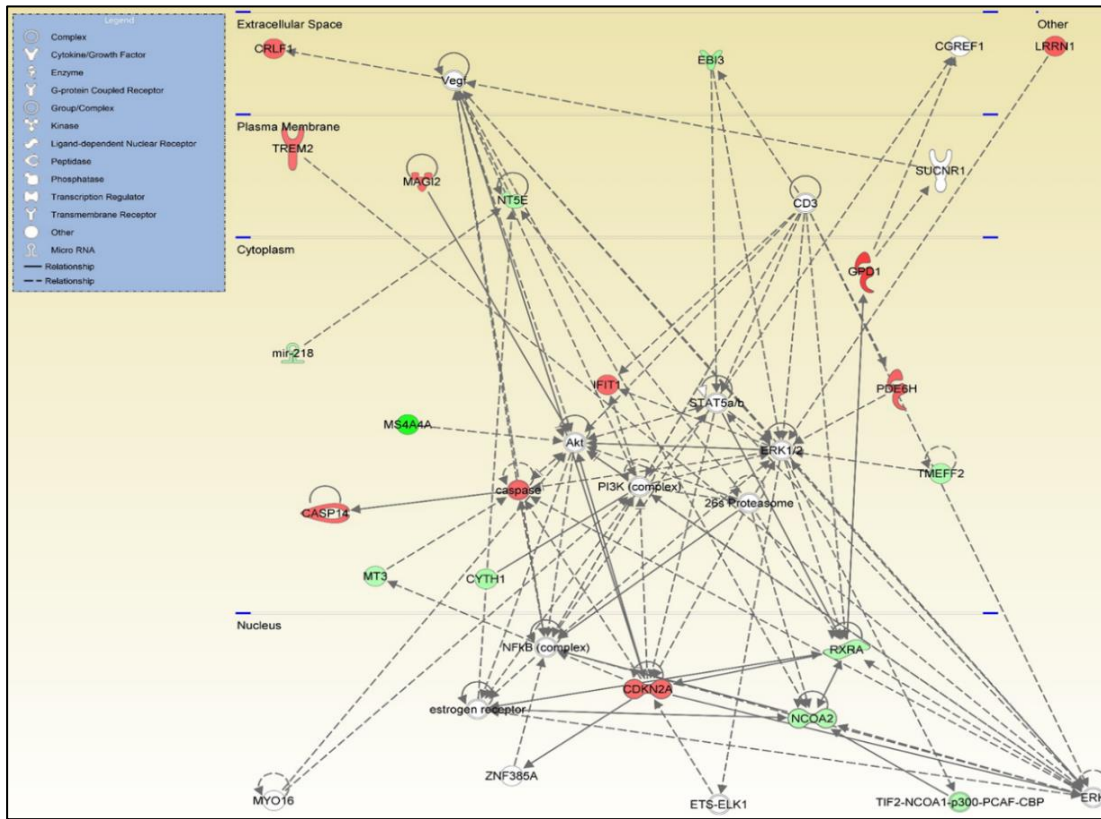 Legend
Complex
Cytokine/Growth Factor
Enzyme
G-protein Coupled Receptor
Group/Complex
Kinase
Ligand-dependent Nuclear Receptor
Peptidase
Phosphatase
Transcription Regulator
Transmembrane Receptor
Other
Micro RNA
Relationship
Relationship
Extracellular Space
Other
CRLF1
Vegf
EBI3
CGREF1
LRRN1
Plasma Membrane
TREM2
MAGI2
NT5E
CD3
SUCNR1
Cytoplasm
GPD1
mir-218
IFIT1
STAT5a/b
PDE6H
MS4A4A
Akt
ERK1/2
TMEFF2
caspase
PI3K (complex)
26s Proteasome
CASP14
MT3
CYTH1
Nucleus
NFkB (complex)
RXRA
CDKN2A
estrogen receptor
NCOA2
ZNF385A
MYO16
ETS-ELK1
TIF2-NCOA1-p300-PCAF-CBP
ERK